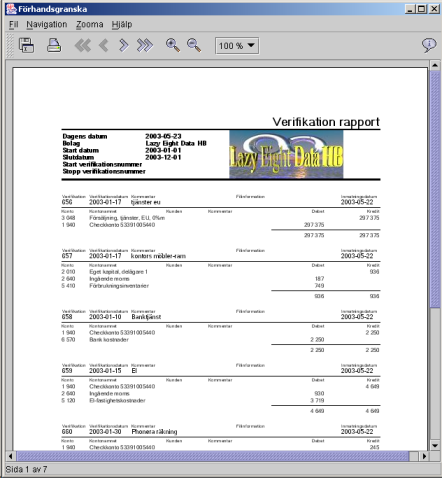 Förhandsgranska
Fil Navigation Zooma Hjälp
100 %
Verifikation rapport
Dagens datum 2003-05-23
Bolag Lazy Eight Data HB
Start datum 2003-01-01
Slutdatum 2003-12-01
Start verifikationsnummer
Stopp verifikationsnummer
Lazy Eight Data HB
Verifikation Verifikationsdatum Kommentar Filinformation Inmatningsdatum
656 2003-01-17 tjänster eu 2003-05-22
Konto Kontonamnet Kunden Kommentar Debet Kredit
3 048 Försäljning, tjänster, EU, 0%m 297 375
1 940 Checkkonto 53391005440 297 375
297 375 297 375
Verifikation Verifikationsdatum Kommentar Filinformation Inmatningsdatum
657 2003-01-17 kontors möbler-ram 2003-05-22
Konto Kontonamnet Kunden Kommentar Debet Kredit
2 010 Eget kapital, delägare 1 936
2 640 Ingående moms 187
5 410 Förbrukningsinventarier 749
936 936
Verifikation Verifikationsdatum Kommentar Filinformation Inmatningsdatum
658 2003-01-10 Banktjänst 2003-05-22
Konto Kontonamnet Kunden Kommentar Debet Kredit
1 940 Checkkonto 53391005440 2 250
6 570 Bank kostnader 2 250
2 250 2 250
Verifikation Verifikationsdatum Kommentar Filinformation Inmatningsdatum
659 2003-01-15 El 2003-05-22
Konto Kontonamnet Kunden Kommentar Debet Kredit
1 940 Checkkonto 53391005440 4 649
2 640 Ingående moms 930
5 120 El-fastighetskostnader 3 719
4 649 4 649
Verifikation Verifikationsdatum Kommentar Filinformation Inmatningsdatum
660 2003-01-30 Phonera räkning 2003-05-22
Konto Kontonamnet Kunden Kommentar Debet Kredit
1 940 Checkkonto 53391005440 245
Sida 1 av 7